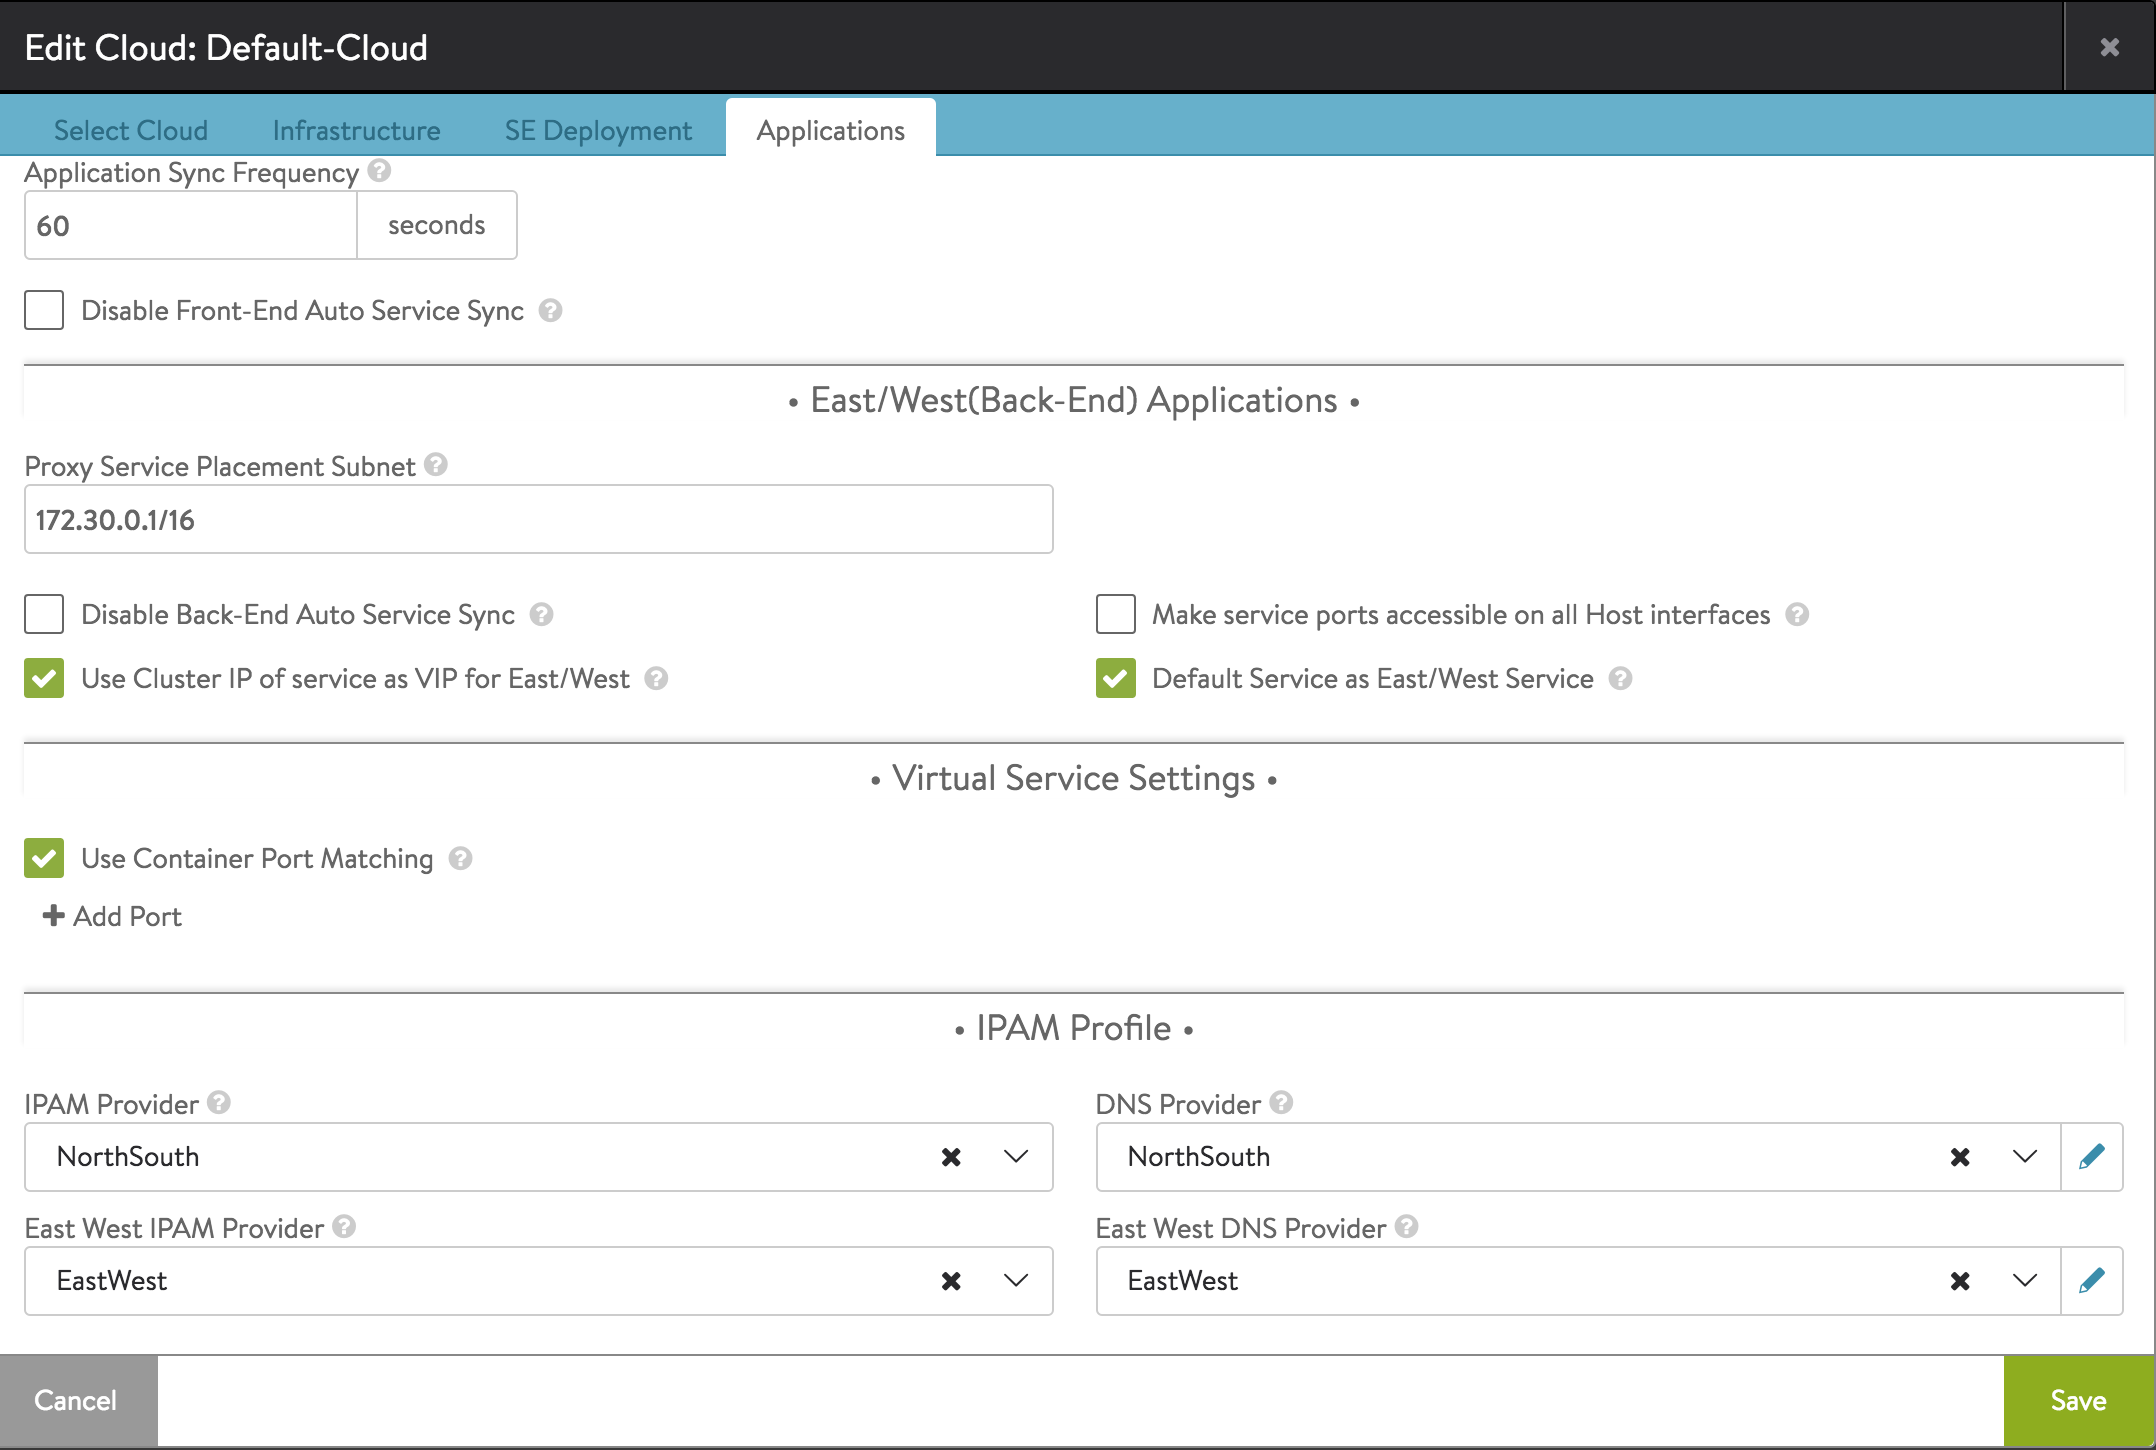 Edit Cloud: Default-Cloud
Select Cloud Infrastructure SE Deployment Applications
Application Sync Frequency
60 seconds
Disable Front-End Auto Service Sync
• East/West(Back-End) Applications •
Proxy Service Placement Subnet
172.30.0.1/16
Disable Back-End Auto Service Sync Make service ports accessible on all Host interfaces
Use Cluster IP of service as VIP for East/West Default Service as East/West Service
• Virtual Service Settings •
Use Container Port Matching
Add Port
• IPAM Profile •
IPAM Provider DNS Provider
NorthSouth NorthSouth
East West IPAM Provider East West DNS Provider
EastWest EastWest
Cancel Save